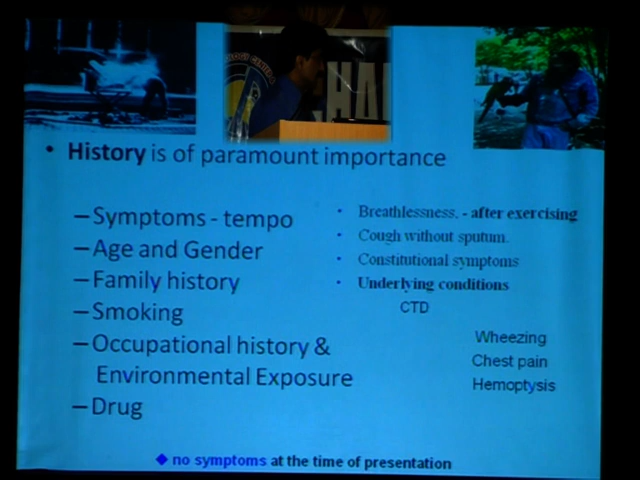 • History is of paramount importance
– Symptoms - tempo
– Age and Gender
– Family history
– Smoking
– Occupational history &
Environmental Exposure
– Drug
• Breathlessness. - after exercising
• Cough without sputum.
• Constitutional symptoms
• Underlying conditions
CTD
Wheezing
Chest pain
Hemoptysis
◆ no symptoms at the time of presentation